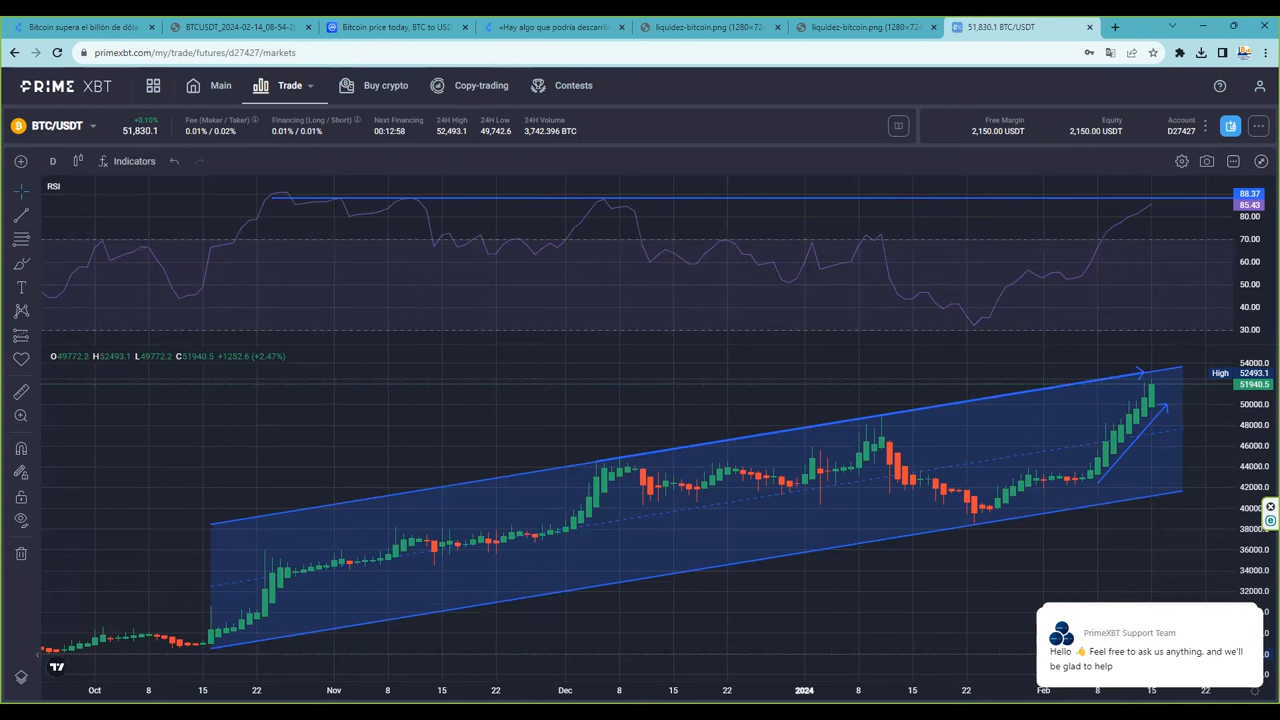 Bitcoin supera el billón de dóla
BTCUSDT_2024-02-14_08-54-2
Bitcoin price today, BTC to USD
«Hay algo que podría descarril
liquidez-bitcoin.png (1280×72
liquidez-bitcoin.png (1280×72
51,830.1 BTC/USDT
primexbt.com/my/trade/futures/d27427/markets
PRIME XBT
Main
Trade
Buy crypto
Copy-trading
Contests
BTC/USDT
+0.10%
51,830.1
Fee (Maker / Taker)
0.01% / 0.02%
Financing (Long / Short)
0.01% / 0.01%
Next Financing
00:12:58
24H High
52,493.1
24H Low
49,742.6
24H Volume
3,742.396 BTC
Free Margin
2,150.00 USDT
Equity
2,150.00 USDT
Account
D27427
D
Indicators
RSI
88.37
85.43
80.00
70.00
60.00
50.00
40.00
30.00
O49772.2 H52493.1 L49772.2 C51940.5 +1252.6 (+2.47%)
54000.0
High 52493.1
51940.5
50000.0
48000.0
46000.0
44000.0
42000.0
38000.0
36000.0
34000.0
32000.0
PrimeXBT Support Team
Hello 👋 Feel free to ask us anything, and we'll
be glad to help
Oct 8 15 22 Nov 8 15 22 Dec 8 15 22 2024 8 15 22 Feb 8 15 22